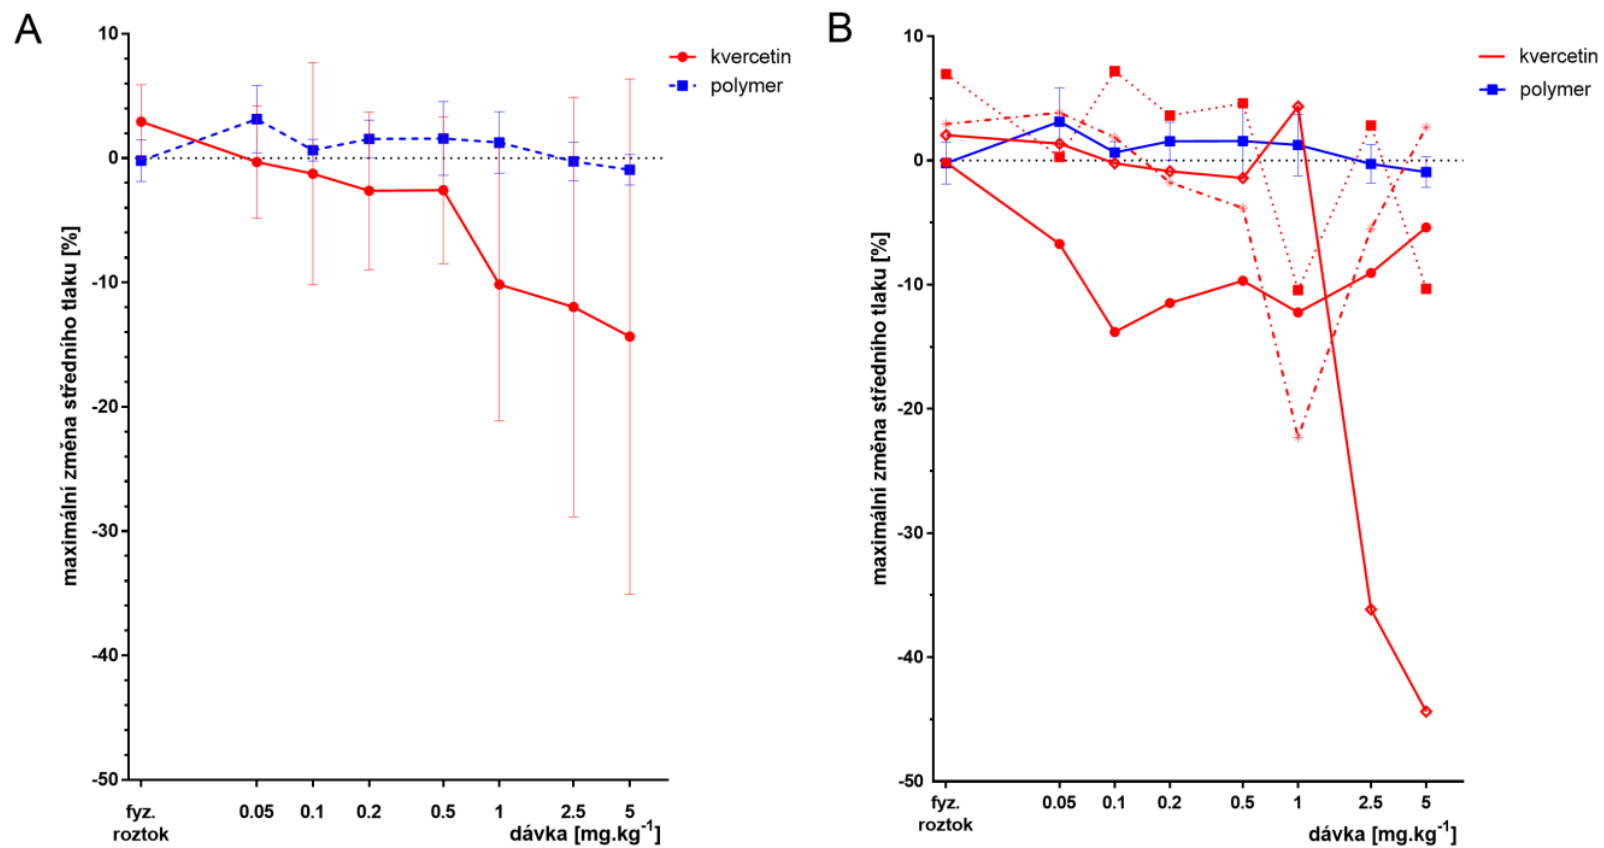 A
maximální změna středního tlaku [%]
10
0
-10
-20
-30
-40
-50
kvercetin
polymer
fyz. roztok
0.05
0.1
0.2
0.5
1
2.5
5
dávka [mg.kg⁻¹]
B
maximální změna středního tlaku [%]
10
0
-10
-20
-30
-40
-50
kvercetin
polymer
fyz. roztok
0.05
0.1
0.2
0.5
1
2.5
5
dávka [mg.kg⁻¹]